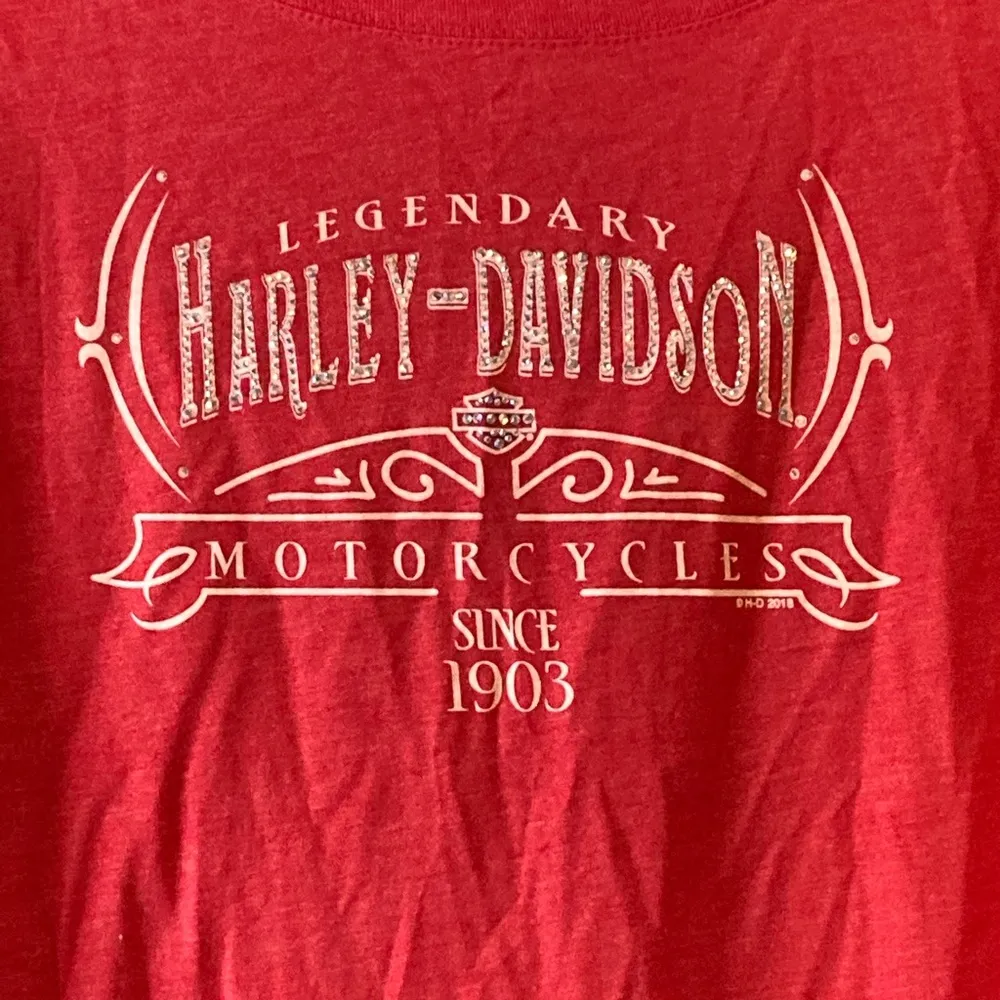 LEGENDARY
HARLEY-DAVIDSON®
MOTORCYCLES
© H-D 2018
SINCE
1903